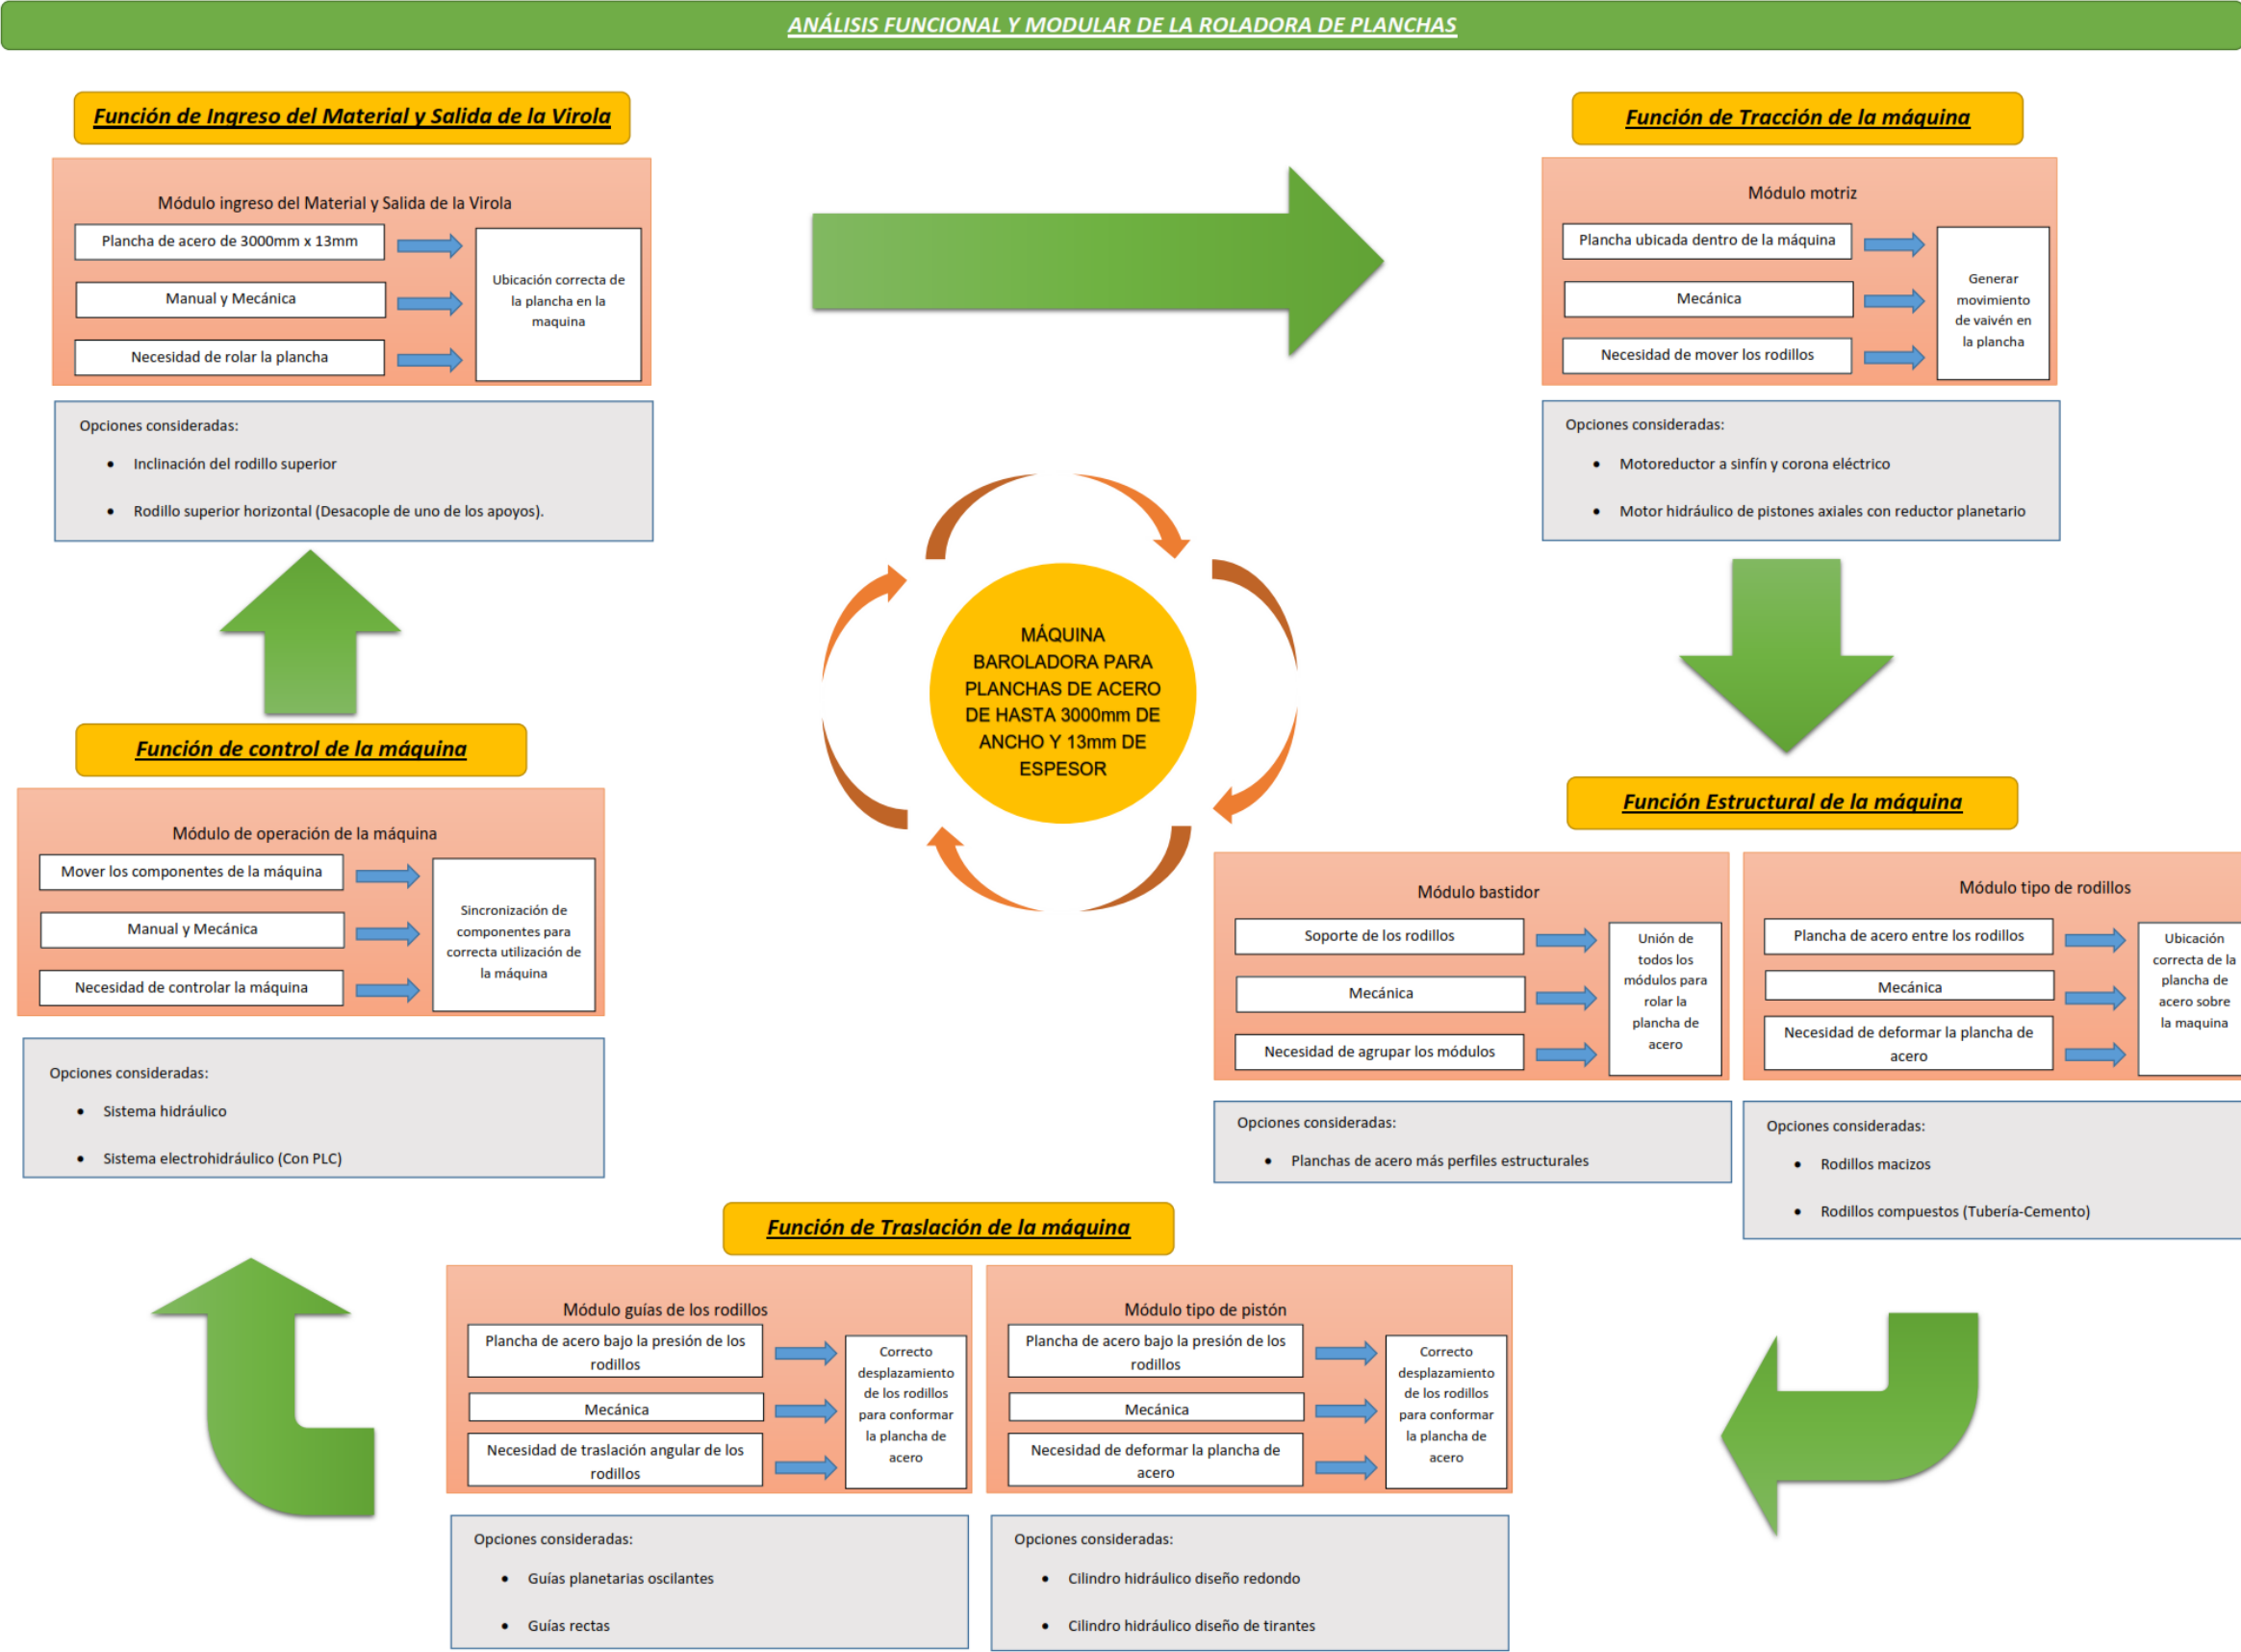 ANÁLISIS FUNCIONAL Y MODULAR DE LA ROLADORA DE PLANCHAS
Función de Ingreso del Material y Salida de la Virola
Módulo ingreso del Material y Salida de la Virola
Plancha de acero de 3000mm x 13mm
Manual y Mecánica
Necesidad de rolar la plancha
Ubicación correcta de
la plancha en la
maquina
Opciones consideradas:
• Inclinación del rodillo superior
• Rodillo superior horizontal (Desacople de uno de los apoyos).
Función de Tracción de la máquina
Módulo motriz
Plancha ubicada dentro de la máquina
Mecánica
Necesidad de mover los rodillos
Generar
movimiento
de vaivén en
la plancha
Opciones consideradas:
• Motoreductor a sinfín y corona eléctrico
• Motor hidráulico de pistones axiales con reductor planetario
MÁQUINA
BAROLADORA PARA
PLANCHAS DE ACERO
DE HASTA 3000mm DE
ANCHO Y 13mm DE
ESPESOR
Función de control de la máquina
Módulo de operación de la máquina
Mover los componentes de la máquina
Manual y Mecánica
Necesidad de controlar la máquina
Sincronización de
componentes para
correcta utilización de
la máquina
Opciones consideradas:
• Sistema hidráulico
• Sistema electrohidráulico (Con PLC)
Función Estructural de la máquina
Módulo bastidor
Soporte de los rodillos
Mecánica
Necesidad de agrupar los módulos
Unión de
todos los
módulos para
rolar la
plancha de
acero
Opciones consideradas:
• Planchas de acero más perfiles estructurales
Módulo tipo de rodillos
Plancha de acero entre los rodillos
Mecánica
Necesidad de deformar la plancha de
acero
Ubicación
correcta de la
plancha de
acero sobre
la maquina
Opciones consideradas:
• Rodillos macizos
• Rodillos compuestos (Tubería-Cemento)
Función de Traslación de la máquina
Módulo guías de los rodillos
Plancha de acero bajo la presión de los
rodillos
Mecánica
Necesidad de traslación angular de los
rodillos
Correcto
desplazamiento
de los rodillos
para conformar
la plancha de
acero
Opciones consideradas:
• Guías planetarias oscilantes
• Guías rectas
Módulo tipo de pistón
Plancha de acero bajo la presión de los
rodillos
Mecánica
Necesidad de deformar la plancha de
acero
Correcto
desplazamiento
de los rodillos
para conformar
la plancha de
acero
Opciones consideradas:
• Cilindro hidráulico diseño redondo
• Cilindro hidráulico diseño de tirantes